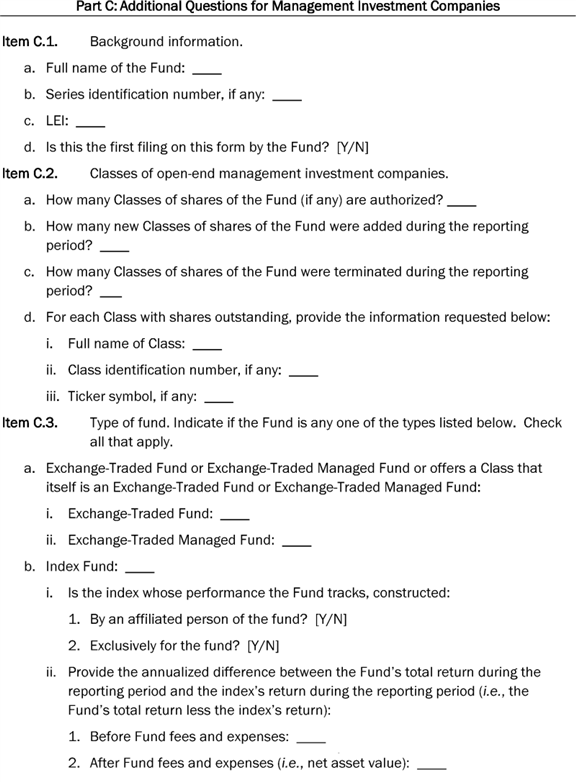 Part C: Additional Questions for Management Investment Companies
Item C.1. Background information.
a. Full name of the Fund: ____
b. Series identification number, if any: ____
c. LEI: ____
d. Is this the first filing on this form by the Fund? [Y/N]
Item C.2. Classes of open-end management investment companies.
a. How many Classes of shares of the Fund (if any) are authorized? ____
b. How many new Classes of shares of the Fund were added during the reporting
period? ____
c. How many Classes of shares of the Fund were terminated during the reporting
period? ___
d. For each Class with shares outstanding, provide the information requested below:
i. Full name of Class: ____
ii. Class identification number, if any: ____
iii. Ticker symbol, if any: ____
Item C.3. Type of fund. Indicate if the Fund is any one of the types listed below. Check
all that apply.
a. Exchange-Traded Fund or Exchange-Traded Managed Fund or offers a Class that
itself is an Exchange-Traded Fund or Exchange-Traded Managed Fund:
i. Exchange-Traded Fund: ____
ii. Exchange-Traded Managed Fund: ____
b. Index Fund: ____
i. Is the index whose performance the Fund tracks, constructed:
1. By an affiliated person of the fund? [Y/N]
2. Exclusively for the fund? [Y/N]
ii. Provide the annualized difference between the Fund's total return during the
reporting period and the index's return during the reporting period (i.e., the
Fund's total return less the index's return):
1. Before Fund fees and expenses: ____
2. After Fund fees and expenses (i.e., net asset value): ____